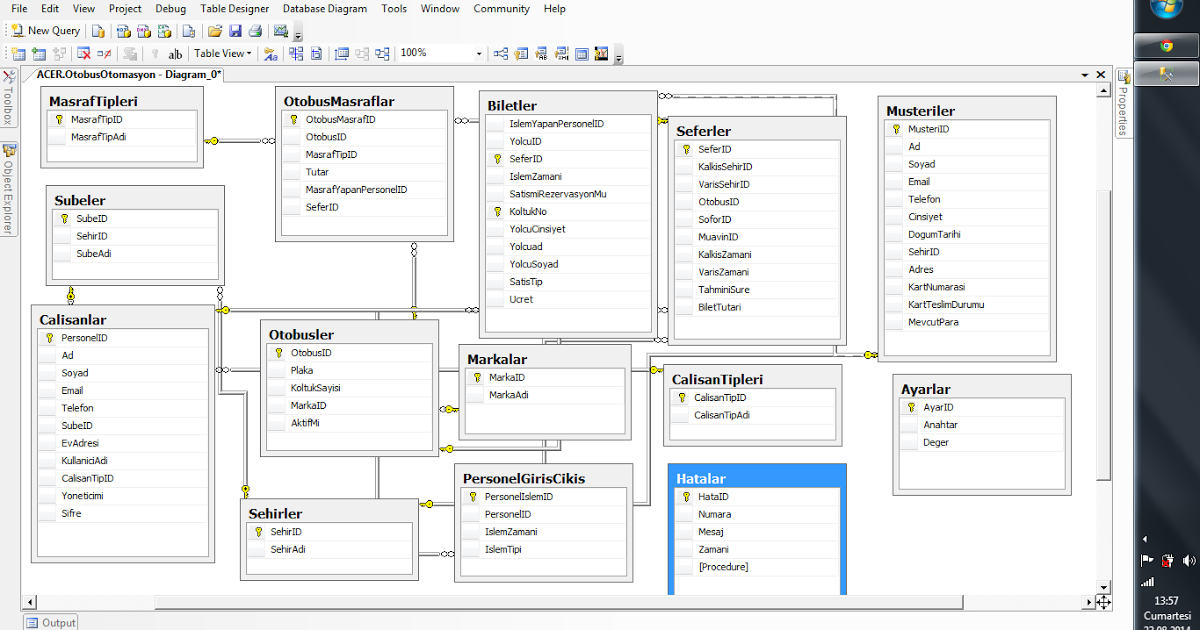 File Edit View Project Debug Table Designer Database Diagram Tools Window Community Help
New Query
Table View 100%
ACER.OtobusOtomasyon - Diagram_0*
Toolbox
Object Explorer
Properties
MasrafTipleri
MasrafTipID
MasrafTipAdi
OtobusMasraflar
OtobusMasrafID
OtobusID
MasrafTipID
Tutar
MasrafYapanPersonelID
SeferID
Biletler
IslemYapanPersonelID
YolcuID
SeferID
IslemZamani
SatismiRezervasyonMu
KoltukNo
YolcuCinsiyet
Yolcuad
YolcuSoyad
SatisTip
Ucret
Seferler
SeferID
KalkisSehirID
VarisSehirID
OtobusID
SoforID
MuavinID
KalkisZamani
VarisZamani
TahminiSure
BiletTutari
Musteriler
MusteriID
Ad
Soyad
Email
Telefon
Cinsiyet
DogumTarihi
SehirID
Adres
KartNumarasi
KartTeslimDurumu
MevcutPara
Subeler
SubeID
SehirID
SubeAdi
Calisanlar
PersonelID
Ad
Soyad
Email
Telefon
SubeID
EvAdresi
KullaniciAdi
CalisanTipID
Yoneticimi
Sifre
Otobusler
OtobusID
Plaka
KoltukSayisi
MarkaID
AktifMi
Markalar
MarkaID
MarkaAdi
CalisanTipleri
CalisanTipID
CalisanTipAdi
Ayarlar
AyarID
Anahtar
Deger
Sehirler
SehirID
SehirAdi
PersonelGirisCikis
PersonelIslemID
PersonelID
IslemZamani
IslemTipi
Hatalar
HataID
Numara
Mesaj
Zamani
[Procedure]
Output
13:57
Cumartesi